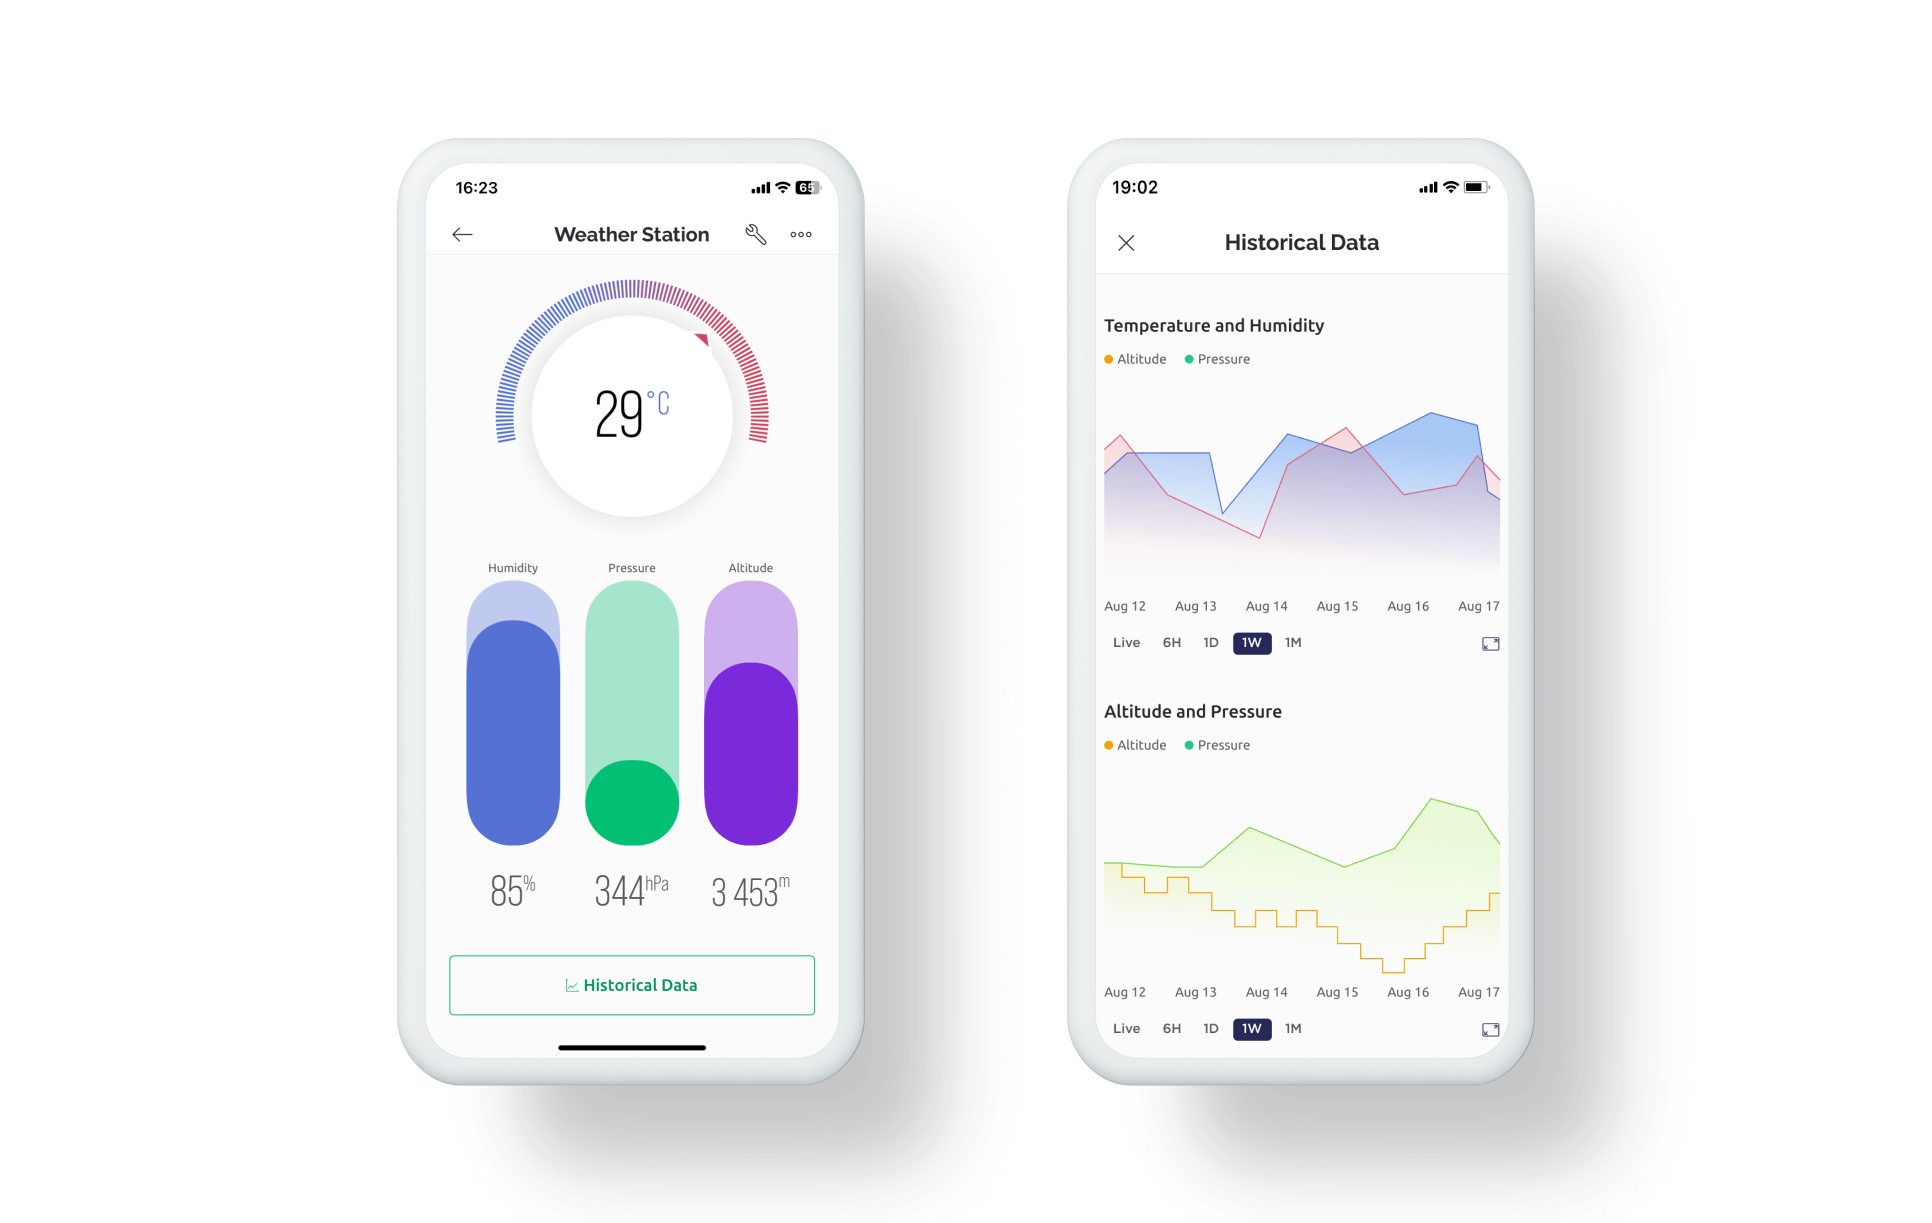 16:23
65
Weather Station
29°C
Humidity Pressure Altitude
85% 344hPa 3 453m
Historical Data
19:02
Historical Data
Temperature and Humidity
Altitude Pressure
Aug 12 Aug 13 Aug 14 Aug 15 Aug 16 Aug 17
Live 6H 1D 1W 1M
Altitude and Pressure
Altitude Pressure
Aug 12 Aug 13 Aug 14 Aug 15 Aug 16 Aug 17
Live 6H 1D 1W 1M